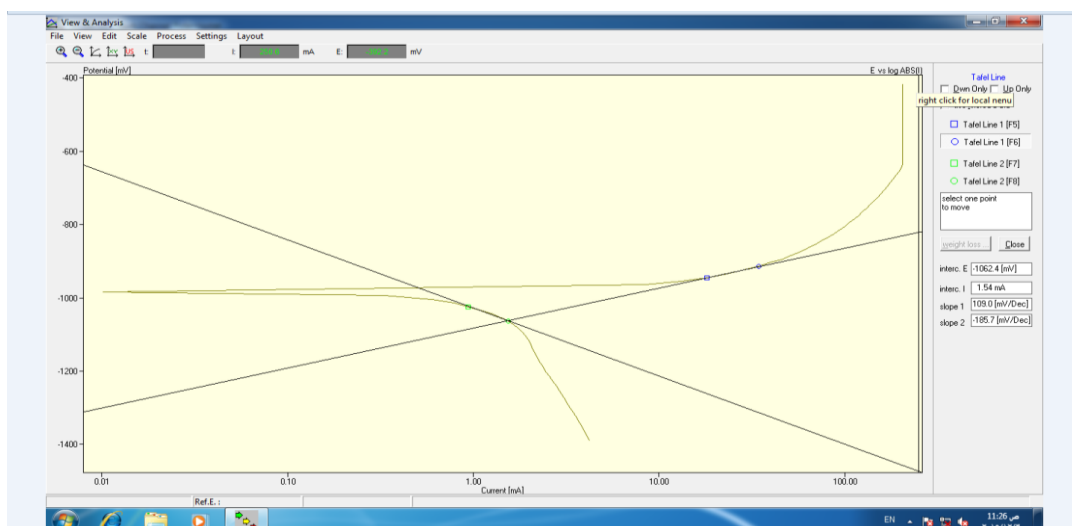 View & Analysis
File View Edit Scale Process Settings Layout
t: I: mA E: mV
Potential [mV]
E vs log ABS(I)
-400
-600
-800
-1000
-1200
-1400
0.01 0.10 1.00 10.00 100.00
Current [mA]
Tafel Line
Dwn Only Up Only
right click for local nenu
Tafel Line 1 [F5]
Tafel Line 1 [F6]
Tafel Line 2 [F7]
Tafel Line 2 [F8]
select one point
to move
weight loss... Close
interc. E -1062.4 [mV]
interc. I 1.54 mA
slope 1 109.0 [mV/Dec]
slope 2 -185.7 [mV/Dec]
Ref.E. :
EN
11:26 ص